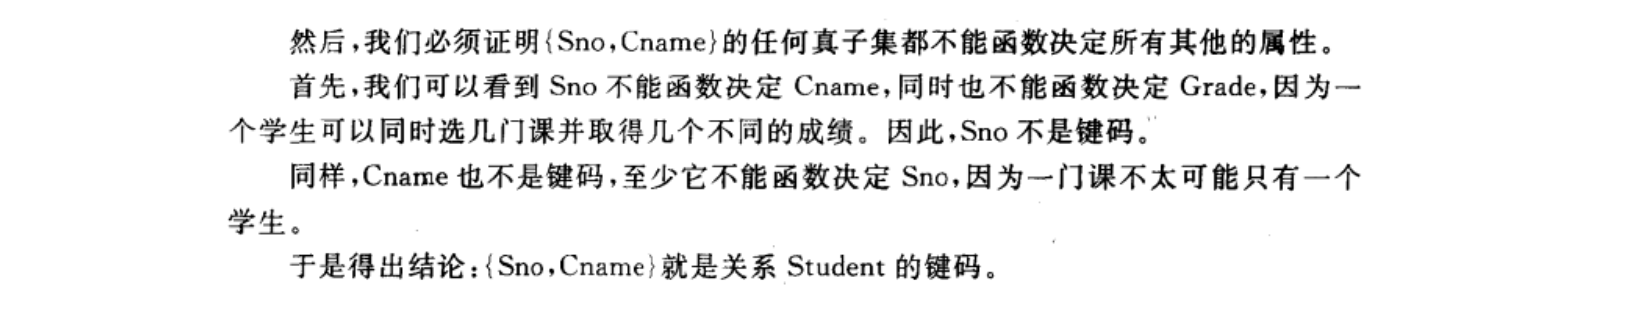 然后,我们必须证明{Sno,Cname}的任何真子集都不能函数决定所有其他的属性。
首先,我们可以看到 Sno 不能函数决定 Cname,同时也不能函数决定 Grade,因为一
个学生可以同时选几门课并取得几个不同的成绩。因此,Sno 不是键码。
同样,Cname 也不是键码,至少它不能函数决定 Sno,因为一门课不太可能只有一个
学生。
于是得出结论:{Sno,Cname}就是关系 Student 的键码。